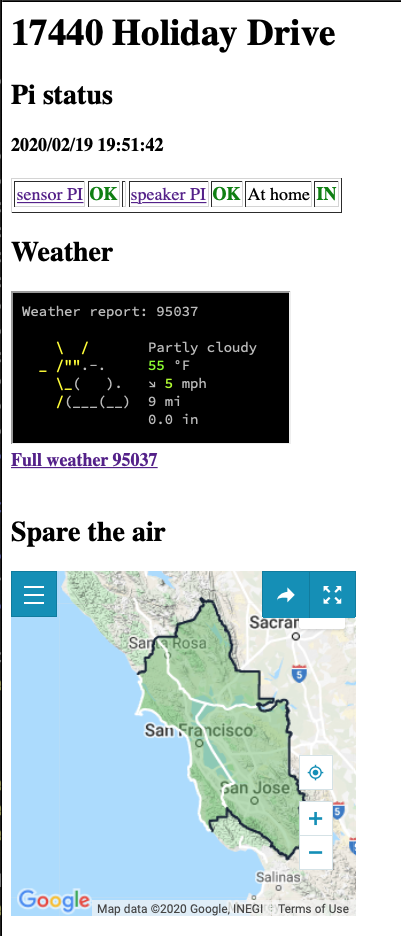 17440 Holiday Drive
Pi status
2020/02/19 19:51:42
sensor PI OK speaker PI OK At home IN
Weather
Weather report: 95037
Partly cloudy
55 °F
↘ 5 mph
9 mi
0.0 in
Full weather 95037
Spare the air
Sacrar
Santa Rosa
5
San Francisco
San Jose
5
Salinas
Google
Map data ©2020 Google, INEGI Terms of Use